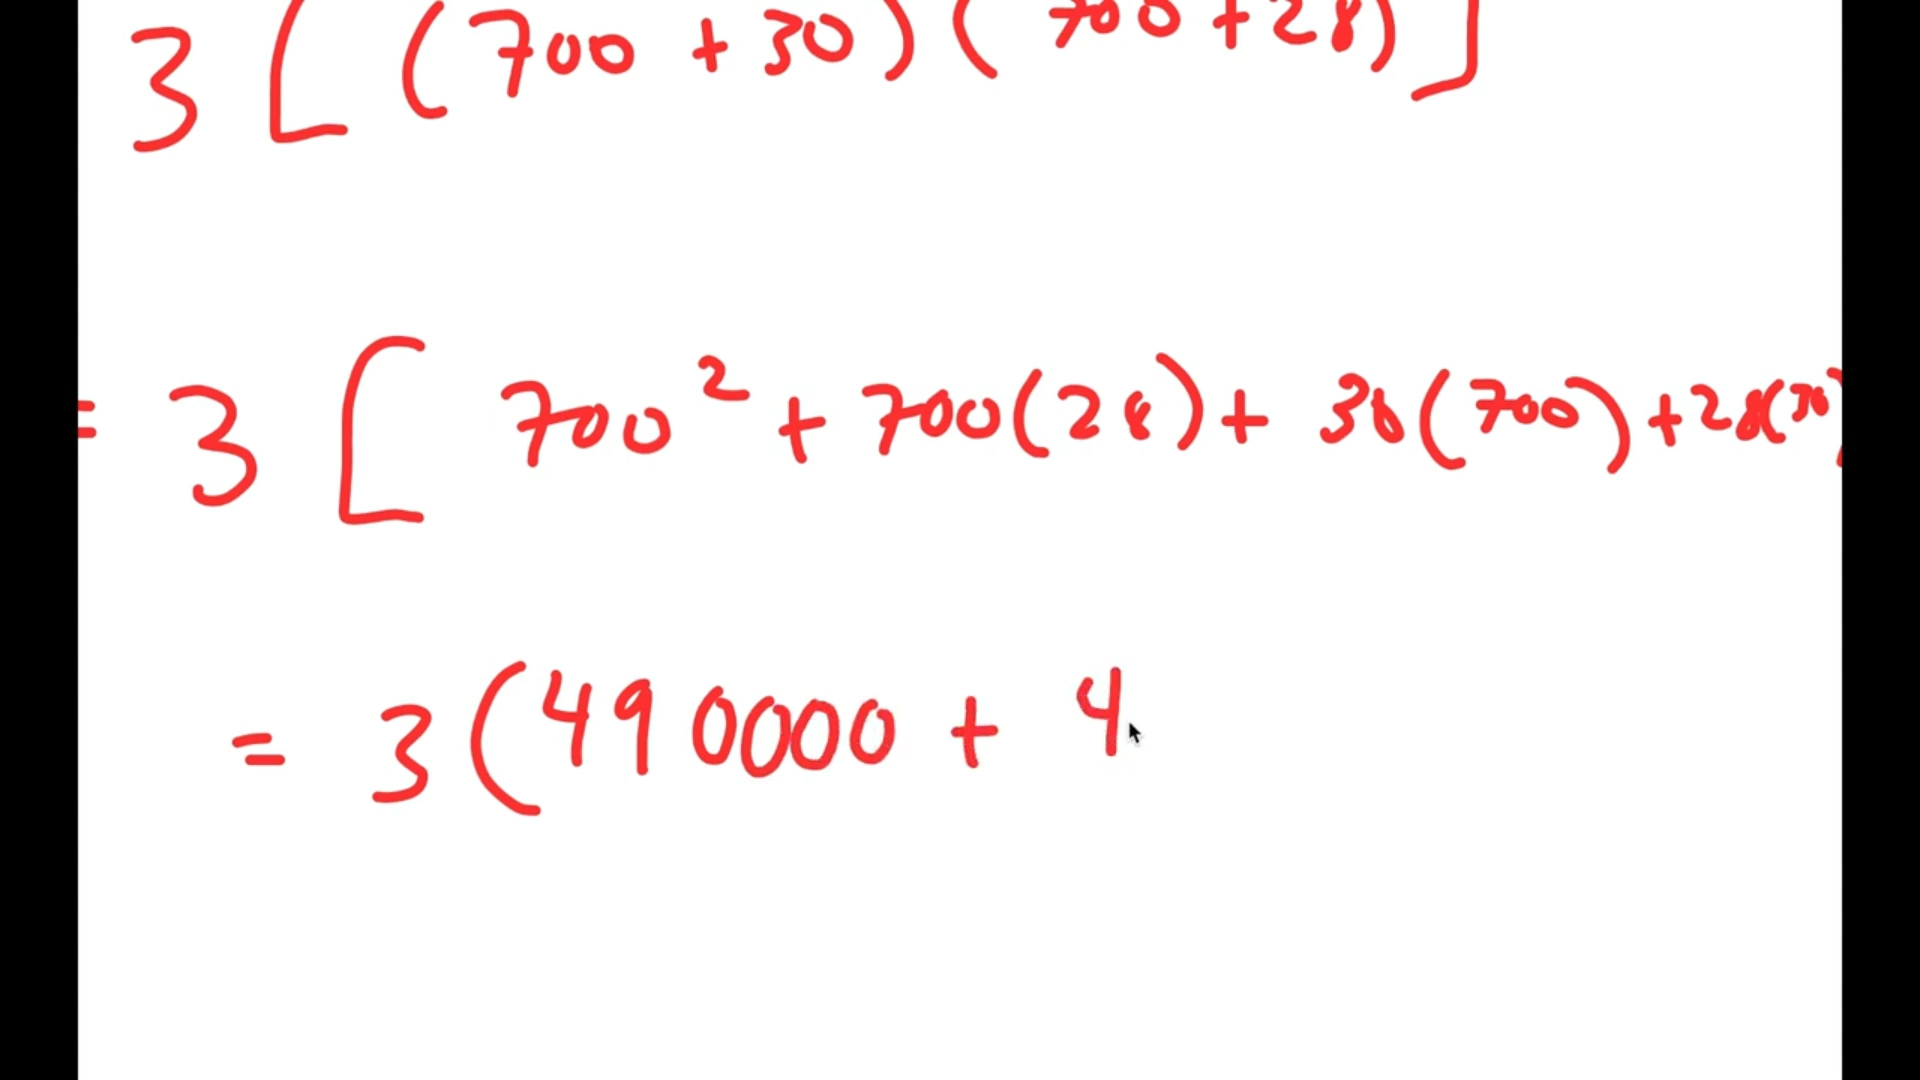 3 [ (700 + 30) (700 + 28) ]
= 3 [ 700² + 700(28) + 30(700) + 28(30)
= 3 (490000 + 4